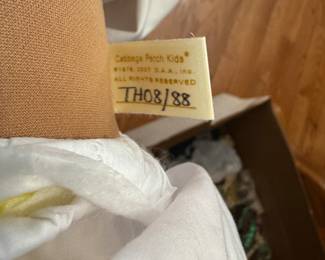 Cabbage Patch Kids®
©1978, 2007 O.A.A., INC.
ALL RIGHTS RESERVED
TH08/88